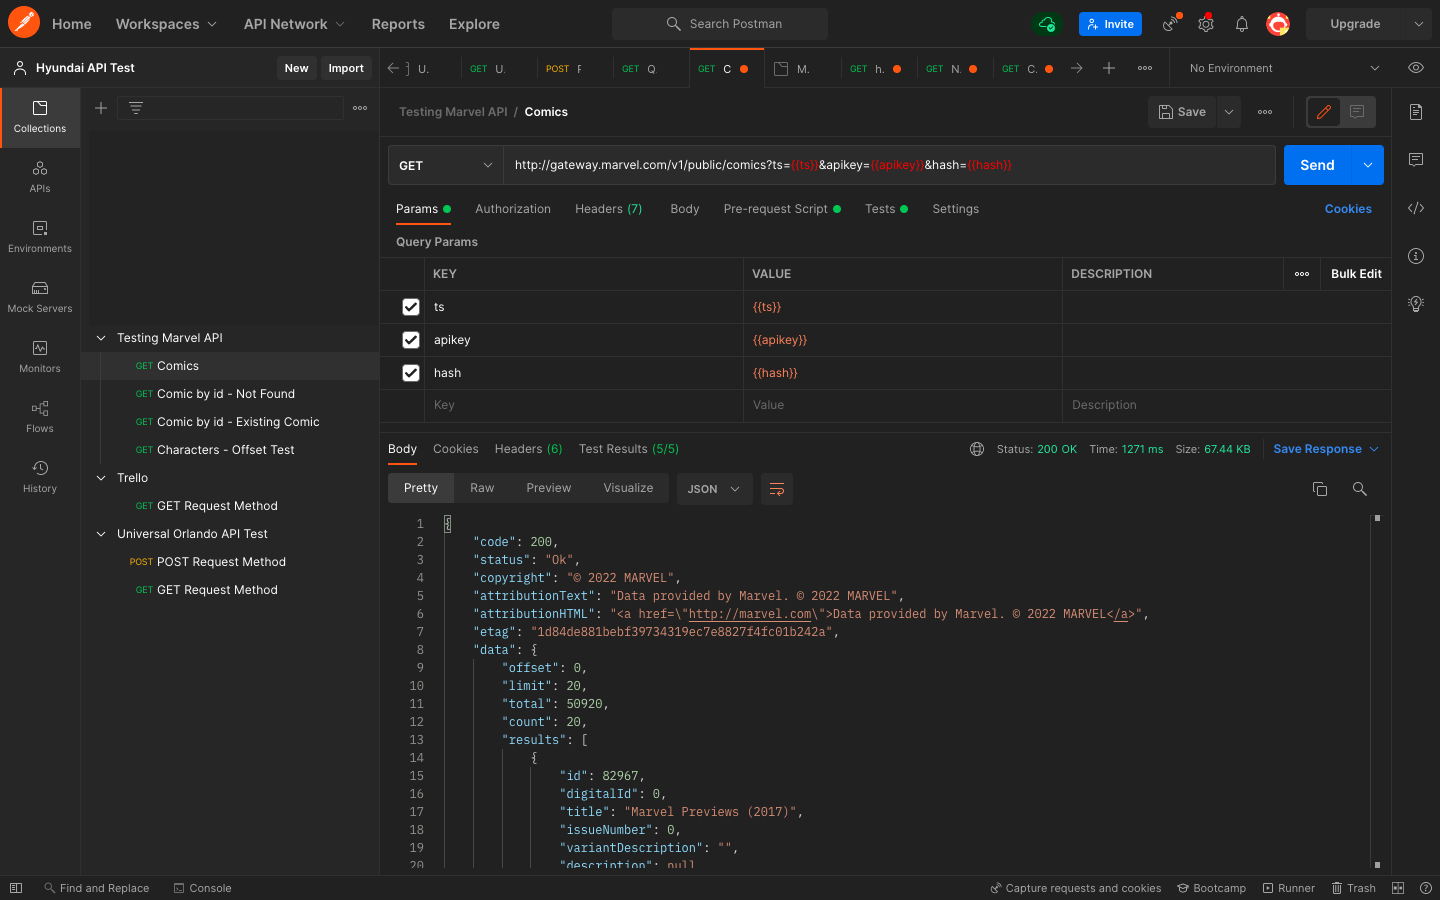 Home
Workspaces
API Network
Reports
Explore
Search Postman
Invite
Upgrade
Hyundai API Test
New
Import
U.
GET U.
POST F
GET Q
GET C
M.
GET h.
GET N.
GET C.
No Environment
Collections
APIs
Environments
Mock Servers
Monitors
Flows
History
Testing Marvel API
GET Comics
GET Comic by id - Not Found
GET Comic by id - Existing Comic
GET Characters - Offset Test
Trello
GET GET Request Method
Universal Orlando API Test
POST POST Request Method
GET GET Request Method
Testing Marvel API / Comics
Save
GET
http://gateway.marvel.com/v1/public/comics?ts={{ts}}&apikey={{apikey}}&hash={{hash}}
Send
Params
Authorization
Headers (7)
Body
Pre-request Script
Tests
Settings
Cookies
Query Params
KEY VALUE DESCRIPTION
Bulk Edit
ts {{ts}}
apikey {{apikey}}
hash {{hash}}
Key Value Description
Body
Cookies
Headers (6)
Test Results (5/5)
Status: 200 OK
Time: 1271 ms
Size: 67.44 KB
Save Response
Pretty
Raw
Preview
Visualize
JSON
1 {
2 "code": 200,
3 "status": "Ok",
4 "copyright": "© 2022 MARVEL",
5 "attributionText": "Data provided by Marvel. © 2022 MARVEL",
6 "attributionHTML": "<a href=\"http://marvel.com\">Data provided by Marvel. © 2022 MARVEL</a>",
7 "etag": "1d84de881bebf39734319ec7e8827f4fc01b242a",
8 "data": {
9 "offset": 0,
10 "limit": 20,
11 "total": 50920,
12 "count": 20,
13 "results": [
14 {
15 "id": 82967,
16 "digitalId": 0,
17 "title": "Marvel Previews (2017)",
18 "issueNumber": 0,
19 "variantDescription": "",
20 "description": null
Find and Replace
Console
Capture requests and cookies
Bootcamp
Runner
Trash